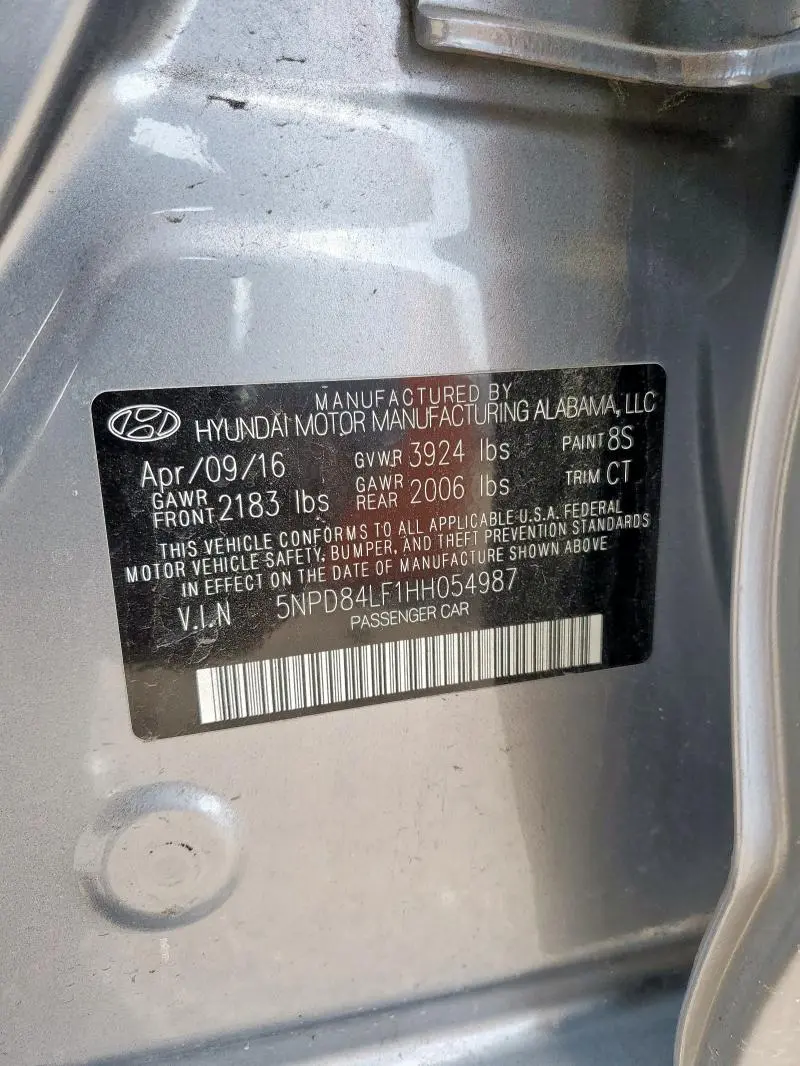 MANUFACTURED BY
HYUNDAI MOTOR MANUFACTURING ALABAMA, LLC
Apr/09/16 GVWR 3924 lbs PAINT 8S
GAWR FRONT 2183 lbs GAWR REAR 2006 lbs TRIM CT
THIS VEHICLE CONFORMS TO ALL APPLICABLE U.S.A. FEDERAL
MOTOR VEHICLE SAFETY, BUMPER, AND THEFT PREVENTION STANDARDS
IN EFFECT ON THE DATE OF MANUFACTURE SHOWN ABOVE
V.I.N 5NPD84LF1HH054987
PASSENGER CAR